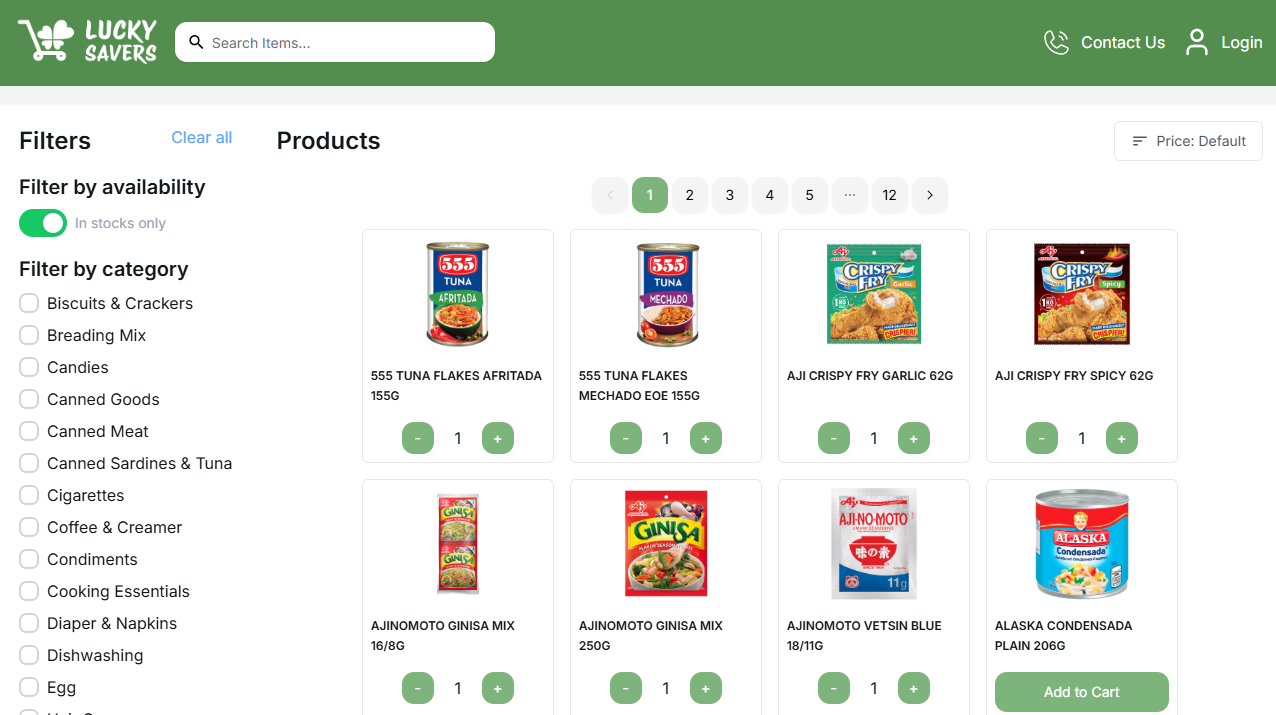 LUCKY
SAVERS
Search Items...
Contact Us
Login
Filters
Clear all
Products
Price: Default
Filter by availability
In stocks only
1
2
3
4
5
...
12
Filter by category
Biscuits & Crackers
Breading Mix
Candies
Canned Goods
Canned Meat
Canned Sardines & Tuna
Cigarettes
Coffee & Creamer
Condiments
Cooking Essentials
Diaper & Napkins
Dishwashing
Egg
555
TUNA
AFRITADA
555
TUNA
MECHADO
CRISPY
FRY
Garlic
CRISPIER!
CRISPY
FRY
Spicy
CRISPIER!
555 TUNA FLAKES AFRITADA
155G
555 TUNA FLAKES
MECHADO EOE 155G
AJI CRISPY FRY GARLIC 62G
AJI CRISPY FRY SPICY 62G
- 1 +
- 1 +
- 1 +
- 1 +
GINISA
GINISA
GINISA
AJI-NO-MOTO
味の素
11g
ALASKA
Condensada
AJINOMOTO GINISA MIX
16/8G
AJINOMOTO GINISA MIX
250G
AJINOMOTO VETSIN BLUE
18/11G
ALASKA CONDENSADA
PLAIN 206G
- 1 +
- 1 +
- 1 +
Add to Cart